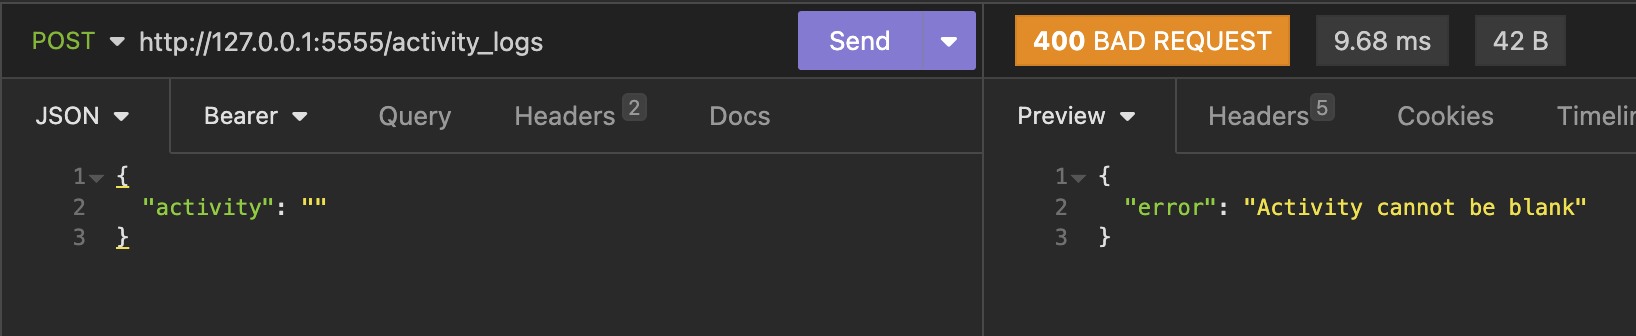 POST http://127.0.0.1:5555/activity_logs Send
400 BAD REQUEST 9.68 ms 42 B
JSON Bearer Query Headers 2 Docs
Preview Headers 5 Cookies Timelin
1 {
2 "activity": ""
3 }
1 {
2 "error": "Activity cannot be blank"
3 }